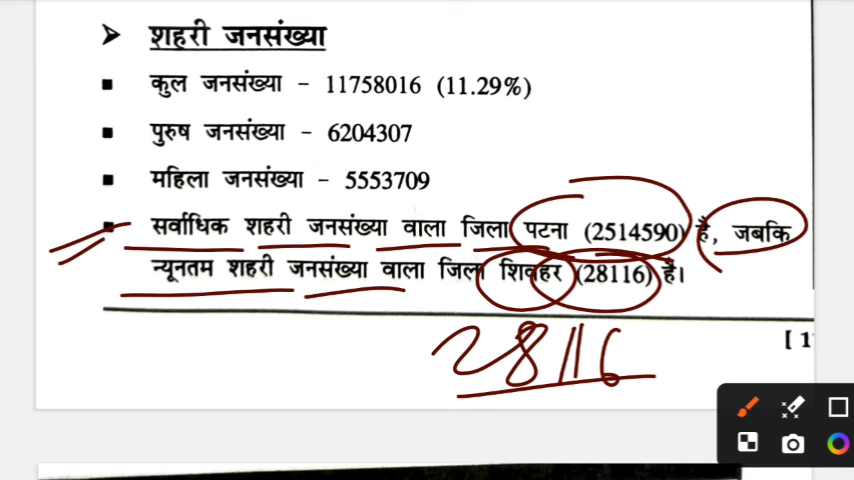 ➤ शहरी जनसंख्या
▪ कुल जनसंख्या – 11758016 (11.29%)
▪ पुरुष जनसंख्या – 6204307
▪ महिला जनसंख्या – 5553709
▪ सर्वाधिक शहरी जनसंख्या वाला जिला पटना (2514590) है, जबकि
न्यूनतम शहरी जनसंख्या वाला जिला शिवहर (28116) है।
28116
[ 1